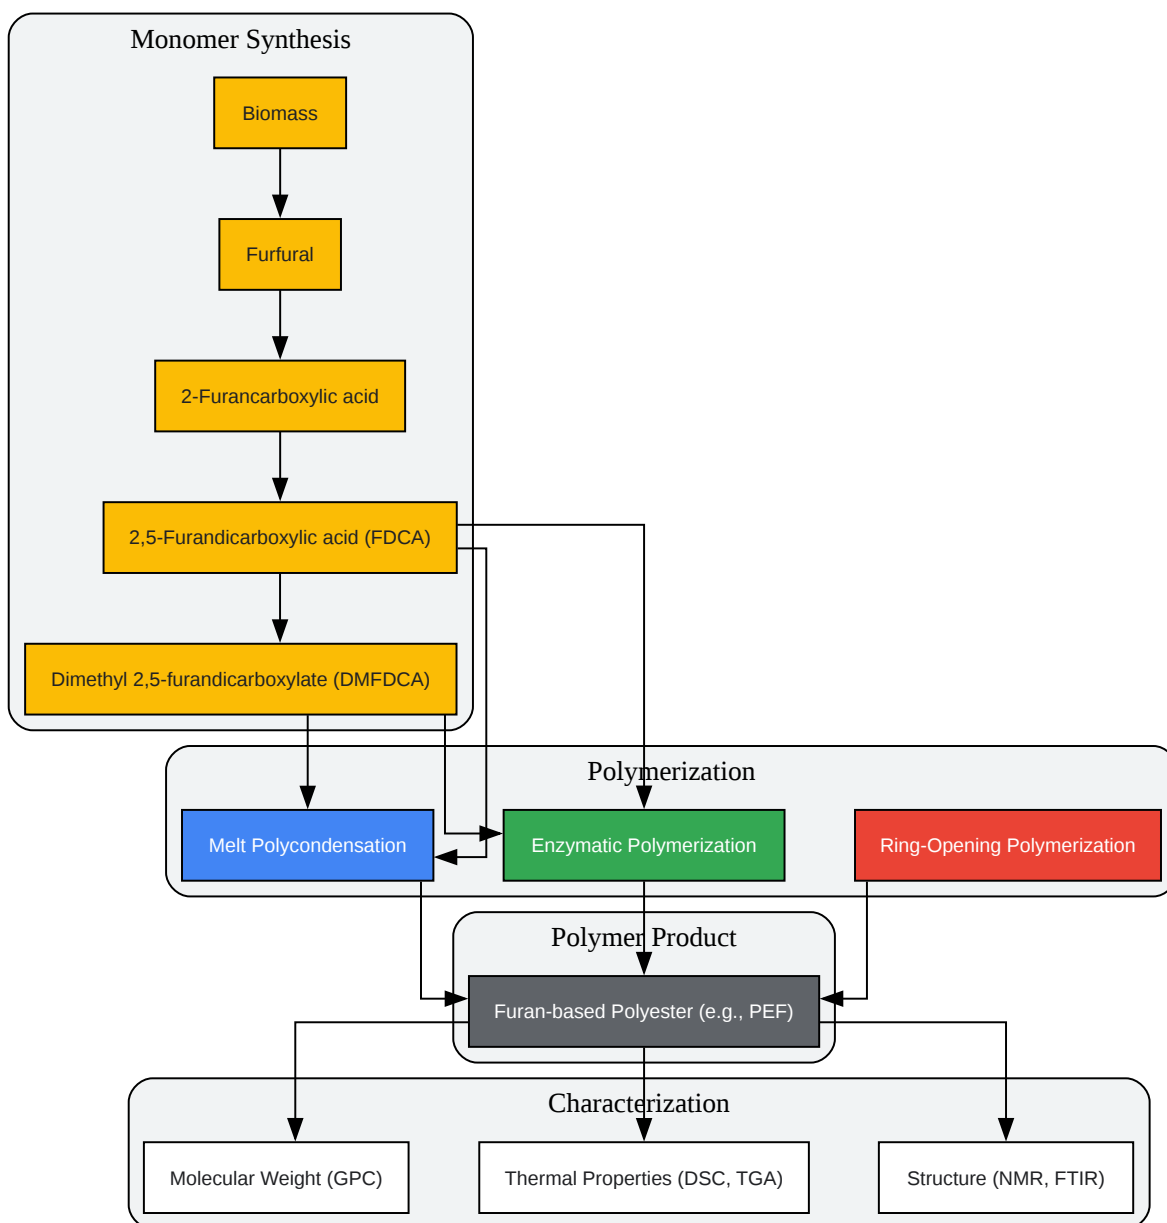 Monomer Synthesis
Biomass
Furfural
2-Furancarboxylic acid
2,5-Furandicarboxylic acid (FDCA)
Dimethyl 2,5-furandicarboxylate (DMFDCA)
Polymerization
Melt Polycondensation
Enzymatic Polymerization
Ring-Opening Polymerization
Polymer Product
Furan-based Polyester (e.g., PEF)
Characterization
Molecular Weight (GPC)
Thermal Properties (DSC, TGA)
Structure (NMR, FTIR)